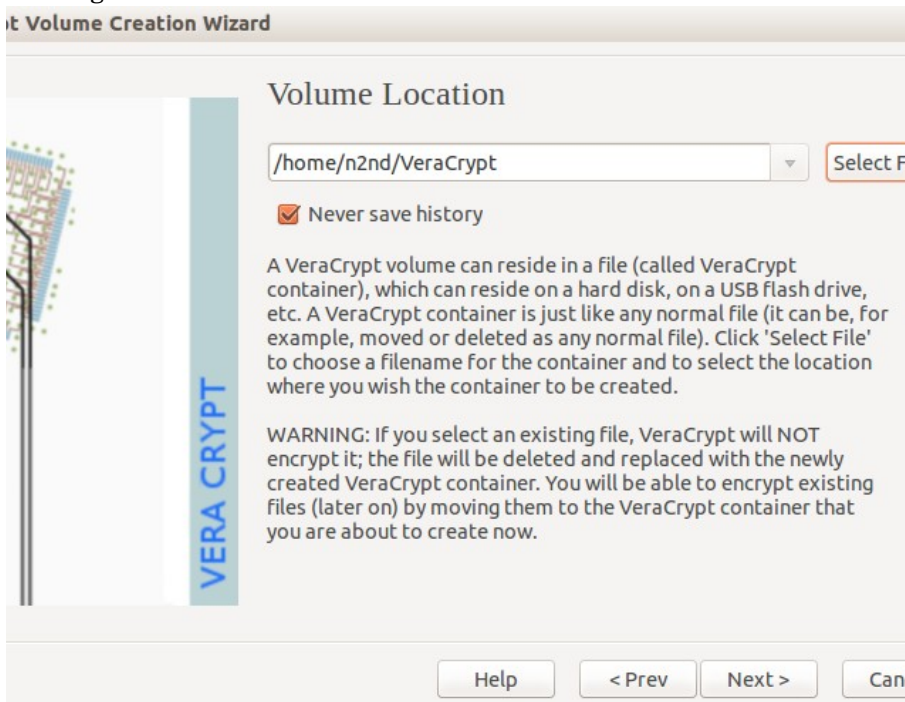 t Volume Creation Wizard
Volume Location
/home/n2nd/VeraCrypt
Select F
Never save history
A VeraCrypt volume can reside in a file (called VeraCrypt
container), which can reside on a hard disk, on a USB flash drive,
etc. A VeraCrypt container is just like any normal file (it can be, for
example, moved or deleted as any normal file). Click 'Select File'
to choose a filename for the container and to select the location
where you wish the container to be created.
WARNING: If you select an existing file, VeraCrypt will NOT
encrypt it; the file will be deleted and replaced with the newly
created VeraCrypt container. You will be able to encrypt existing
files (later on) by moving them to the VeraCrypt container that
you are about to create now.
VERA CRYPT
Help
< Prev
Next >
Can